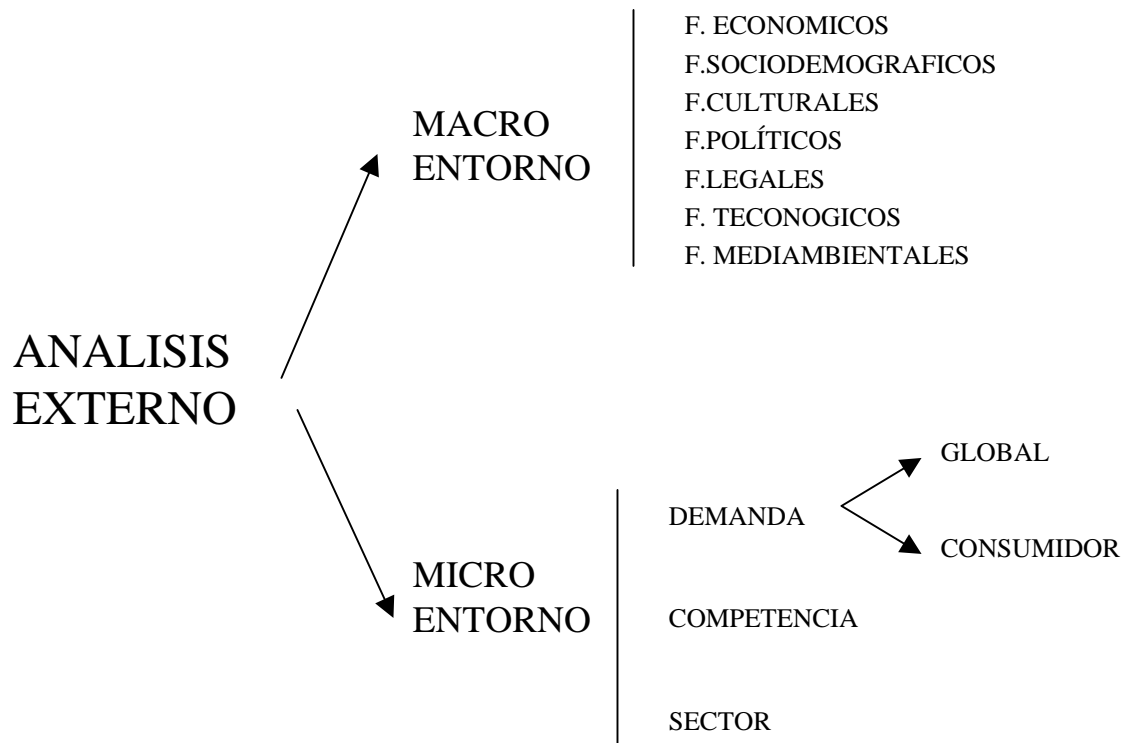 F. ECONOMICOS
F.SOCIODEMOGRAFICOS
F.CULTURALES
F.POLÍTICOS
F.LEGALES
F. TECONOGICOS
F. MEDIAMBIENTALES
MACRO
ENTORNO
ANALISIS
EXTERNO
MICRO
ENTORNO
DEMANDA
GLOBAL
CONSUMIDOR
COMPETENCIA
SECTOR